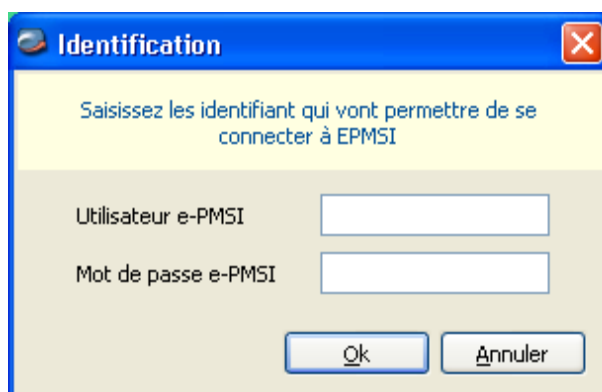 Identification
Saisissez les identifiant qui vont permettre de se
connecter à EPMSI
Utilisateur e-PMSI
Mot de passe e-PMSI
Ok
Annuler